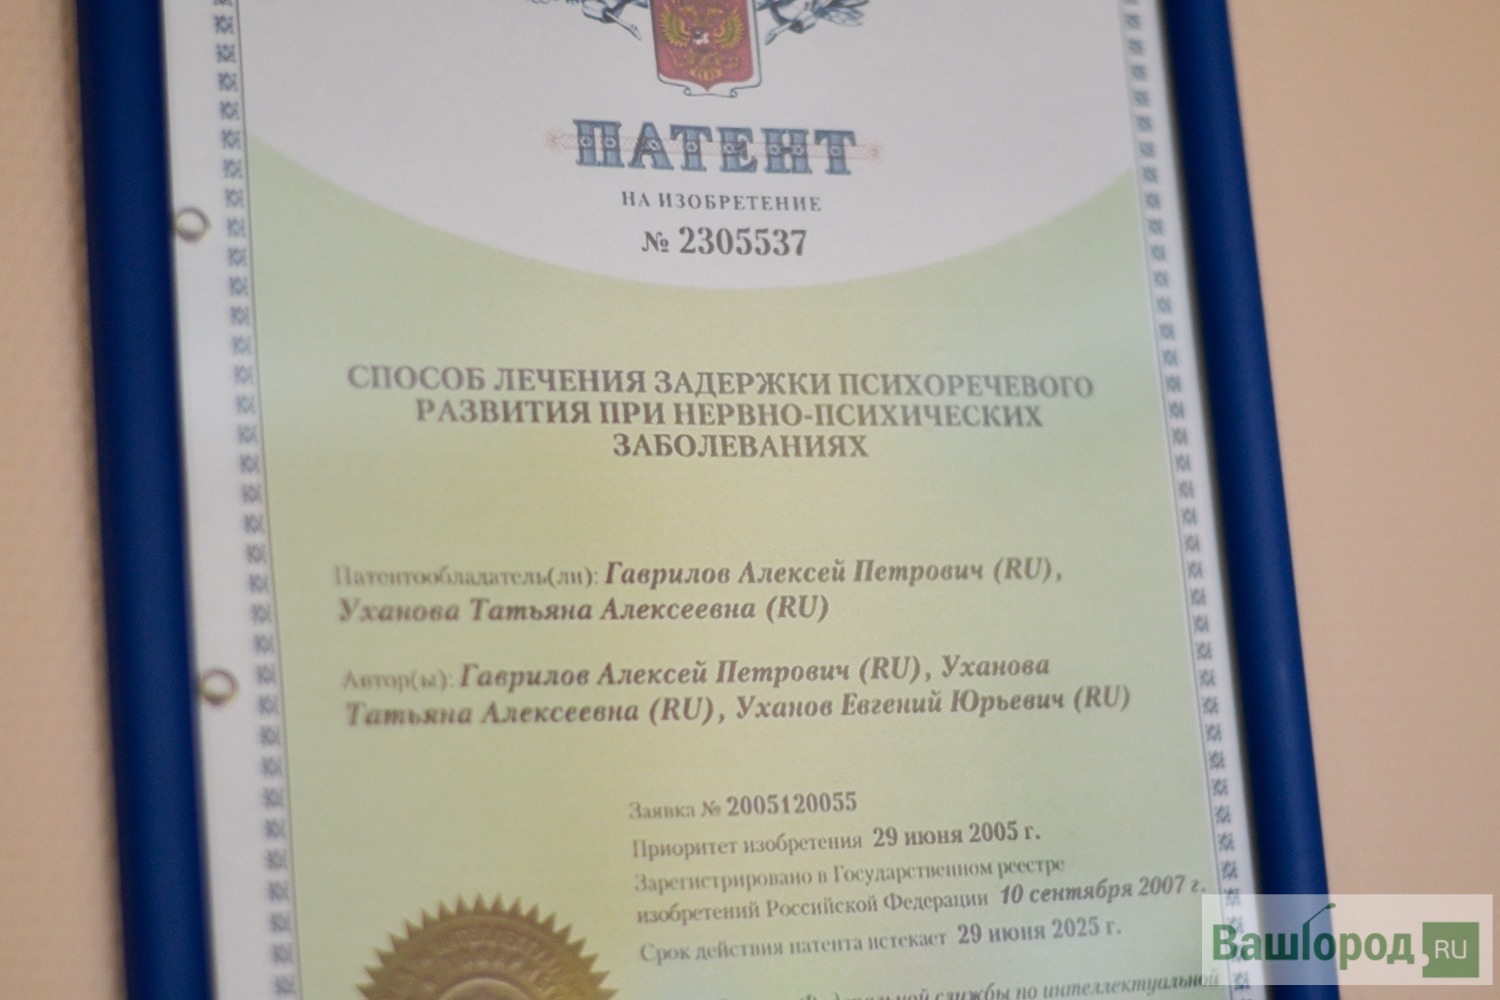 ПАТЕНТ
НА ИЗОБРЕТЕНИЕ
№ 2305537
СПОСОБ ЛЕЧЕНИЯ ЗАДЕРЖКИ ПСИХОРЕЧЕВОГО
РАЗВИТИЯ ПРИ НЕРВНО-ПСИХИЧЕСКИХ
ЗАБОЛЕВАНИЯХ
Патентообладатель(ли): Гаврилов Алексей Петрович (RU),
Уханова Татьяна Алексеевна (RU)
Автор(ы): Гаврилов Алексей Петрович (RU), Уханова
Татьяна Алексеевна (RU), Уханов Евгений Юрьевич (RU)
Заявка № 2005120055
Приоритет изобретения 29 июня 2005 г.
Зарегистрировано в Государственном реестре
изобретений Российской Федерации 10 сентября 2007 г.
Срок действия патента истекает 29 июня 2025 г.
службы по интеллектуальной
ВашГород.RU